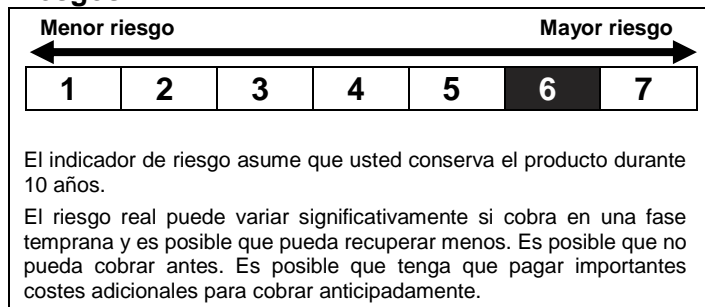 Menor riesgo Mayor riesgo
1 2 3 4 5 6 7
El indicador de riesgo asume que usted conserva el producto durante
10 años.
El riesgo real puede variar significativamente si cobra en una fase
temprana y es posible que pueda recuperar menos. Es posible que no
pueda cobrar antes. Es posible que tenga que pagar importantes
costes adicionales para cobrar anticipadamente.